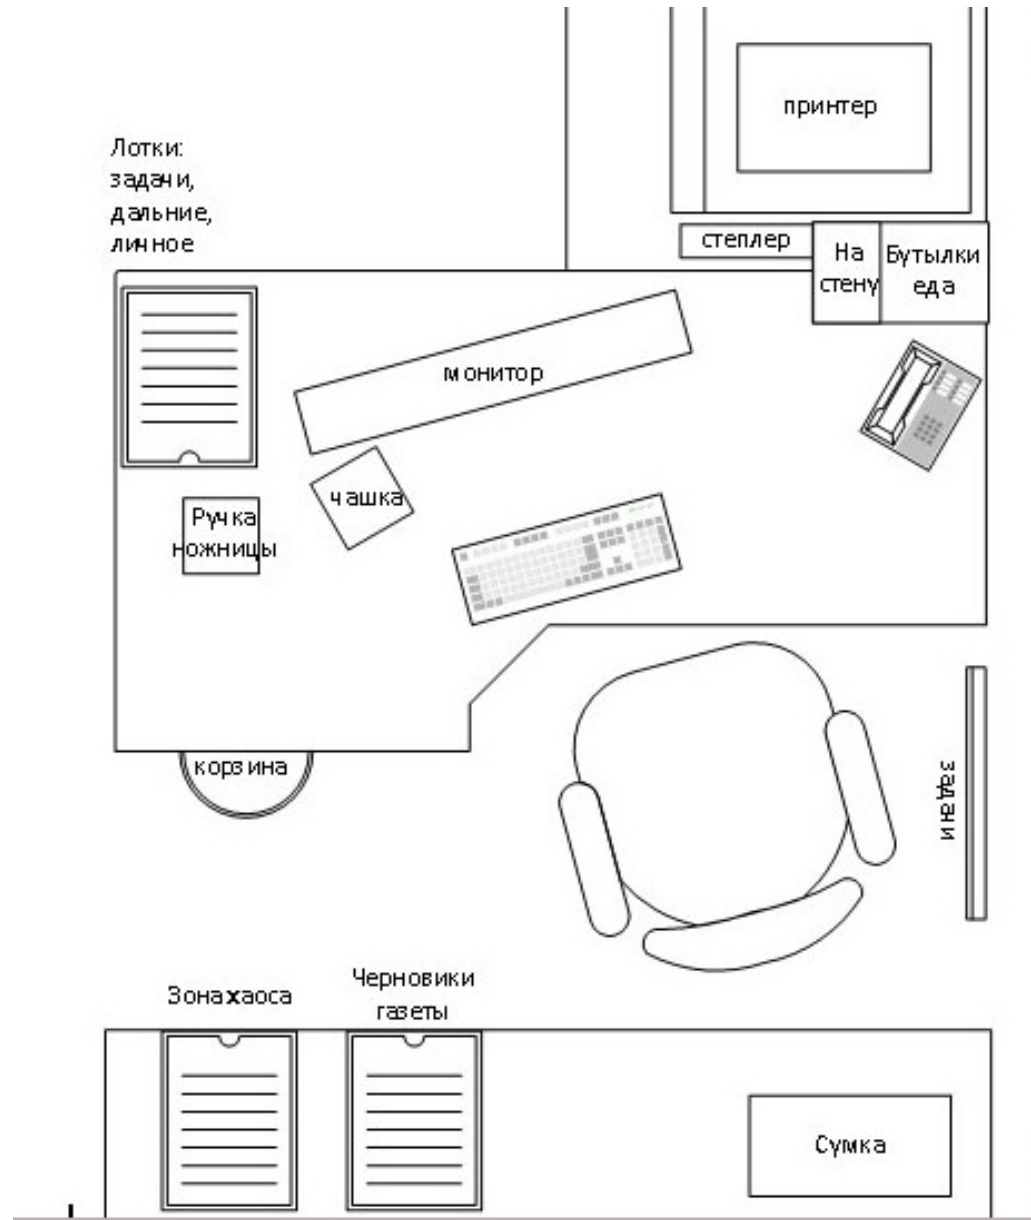 принтер
Лотки:
задачи,
дальние,
личное
степлер
На
стену
Бутылки
еда
монитор
чашка
Ручка
ножницы
корзина
задачи
Зона хаоса
Черновики
газеты
Сумка